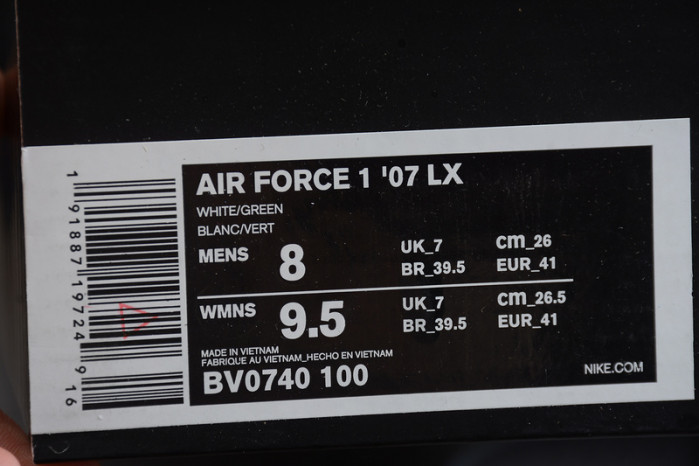 AIR FORCE 1 '07 LX
WHITE/GREEN
BLANC/VERT
MENS 8 UK_7 cm_26
BR_39.5 EUR_41
WMNS 9.5 UK_7 cm_26.5
BR_39.5 EUR_41
MADE IN VIETNAM
FABRIQUE AU VIETNAM_HECHO EN VIETNAM
BV0740 100
NIKE.COM
1 91887 19724 9 16